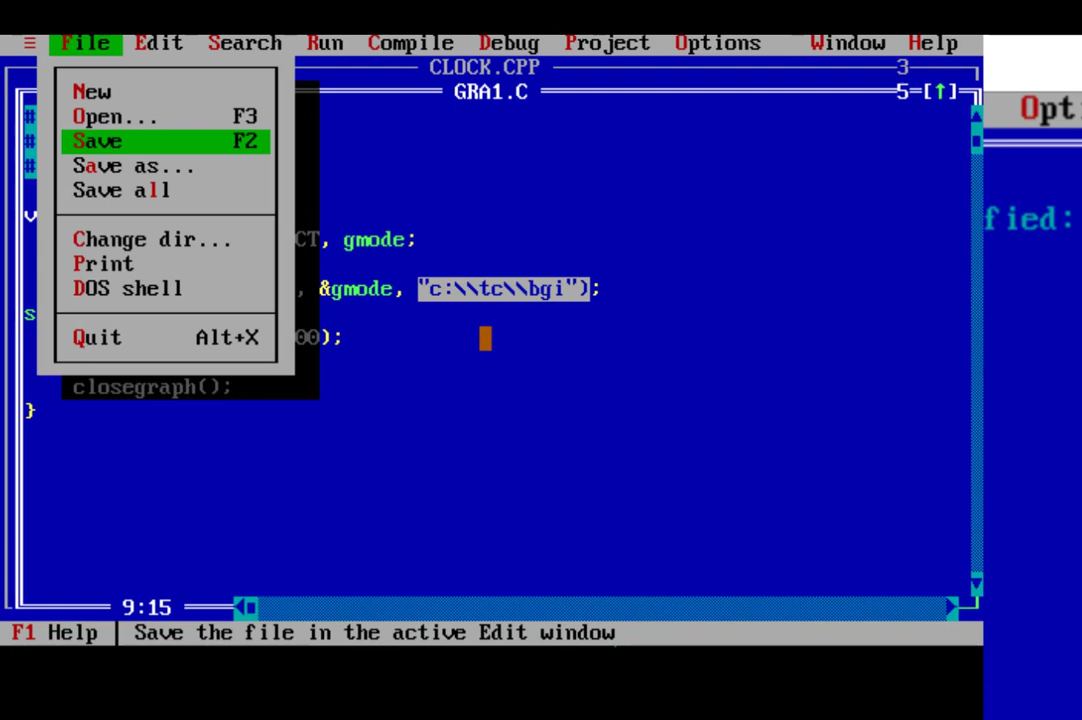 ≡ File Edit Search Run Compile Debug Project Options Window Help
CLOCK.CPP 3
GRA1.C 5=[↑]
New
Open... F3
Save F2
Save as...
Save all
Change dir...
Print
DOS shell
Quit Alt+X
#
#
#
v
CT, gmode;
, &gmode, "c:\\tc\\bgi");
s
00);
closegraph();
}
9:15
F1 Help | Save the file in the active Edit window
Opt
fied: